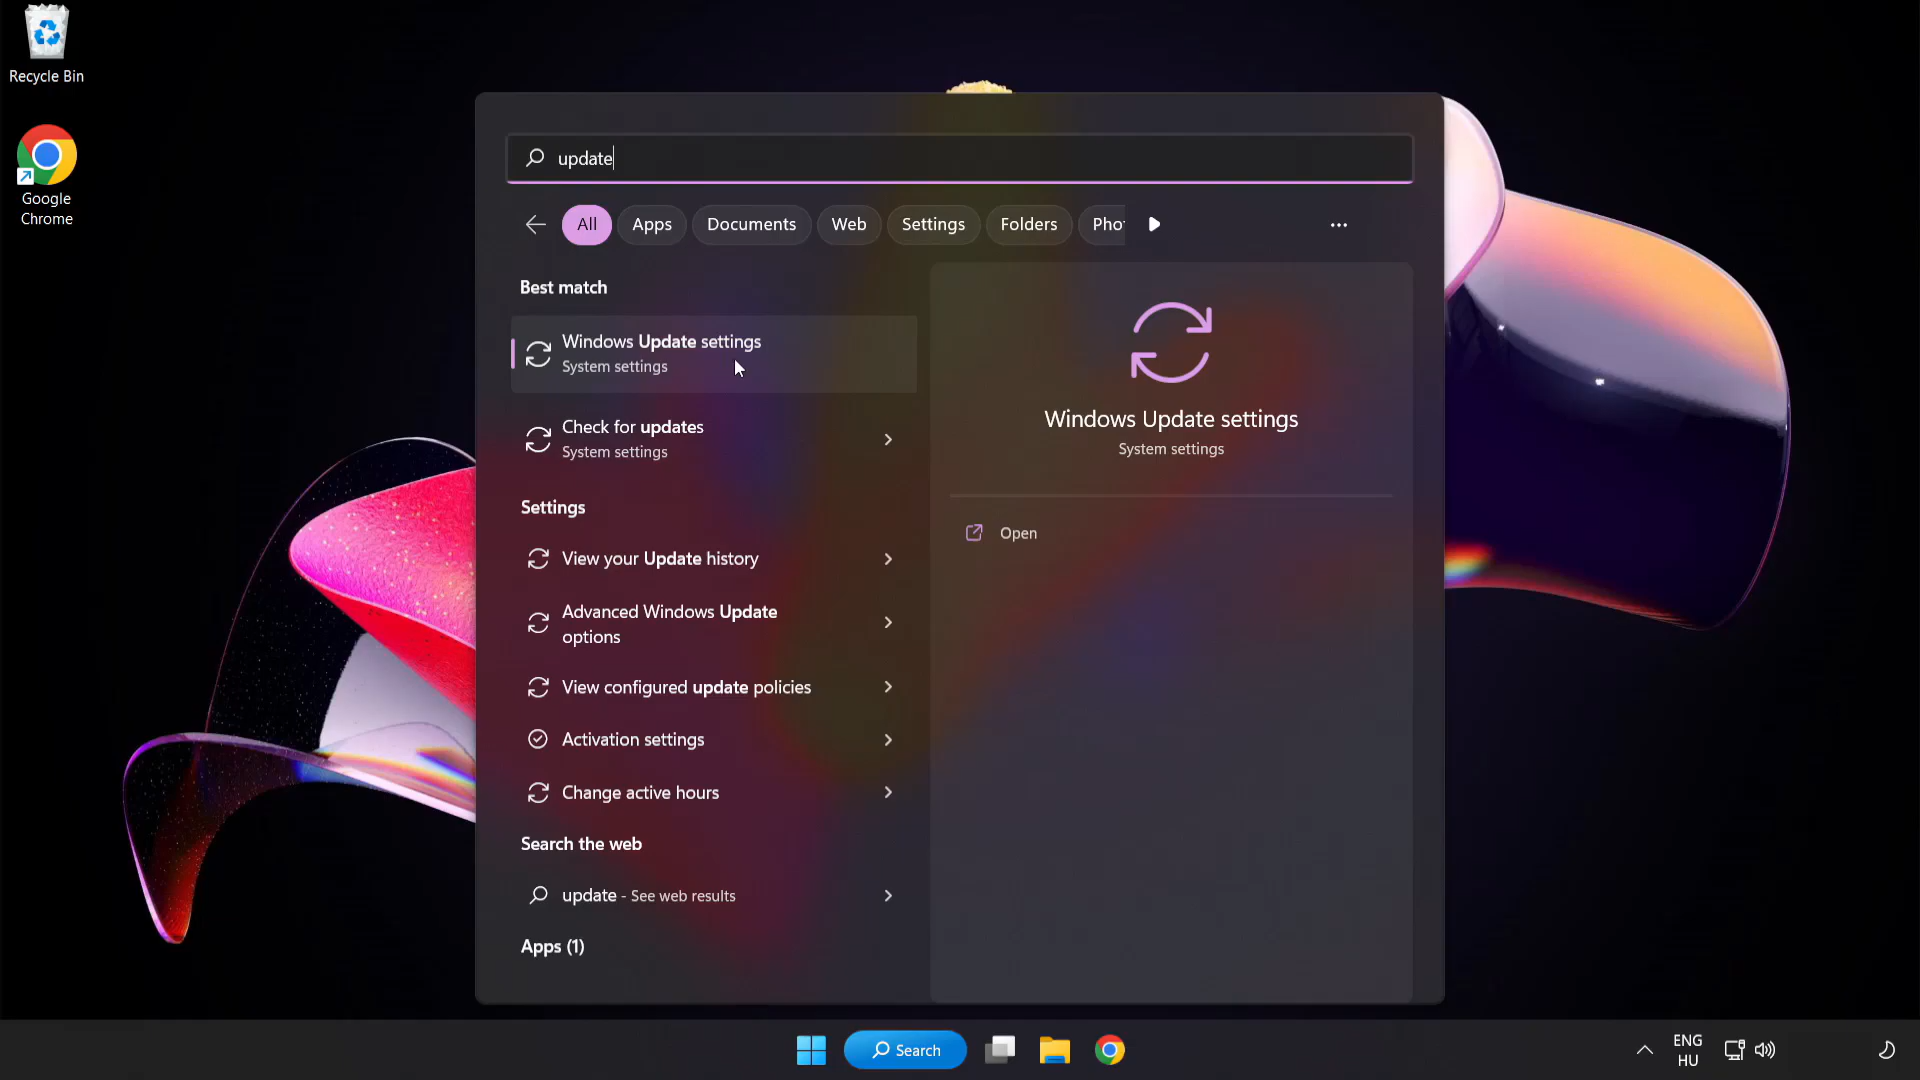 Recycle Bin
Google
Chrome
update
All
Apps
Documents
Web
Settings
Folders
Pho
Best match
Windows Update settings
System settings
Check for updates
System settings
Settings
View your Update history
Advanced Windows Update
options
View configured update policies
Activation settings
Change active hours
Search the web
update - See web results
Apps (1)
Windows Update settings
System settings
Open
Search
ENG
HU